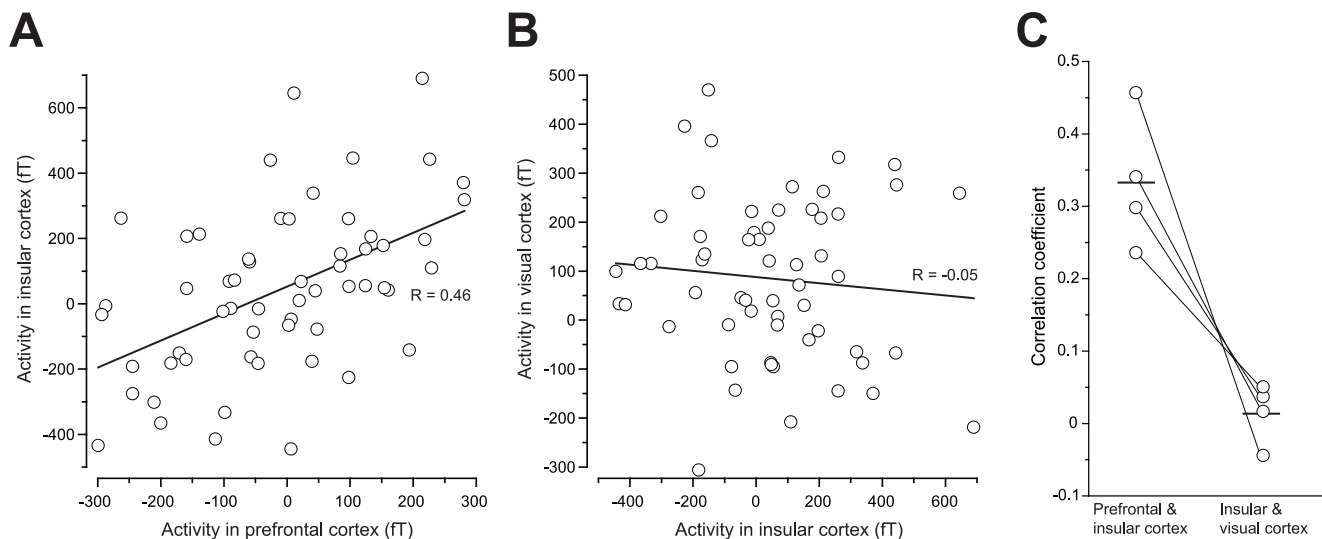 A
Activity in insular cortex (fT)
600
400
200
0
-200
-400
-300
-200
-100
0
100
200
300
Activity in prefrontal cortex (fT)
R = 0.46
B
Activity in visual cortex (fT)
500
400
300
200
100
0
-100
-200
-300
-400
-200
0
200
400
600
Activity in insular cortex (fT)
R = -0.05
C
Correlation coefficient
0.5
0.4
0.3
0.2
0.1
0
-0.1
Prefrontal &
insular cortex
Insular &
visual cortex